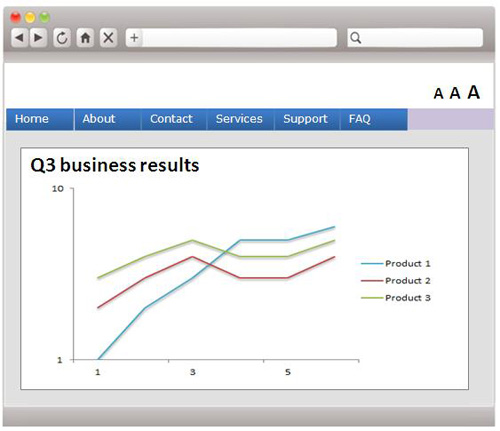 A A A
Home About Contact Services Support FAQ
Q3 business results
10
Product 1
Product 2
Product 3
1
1 3 5